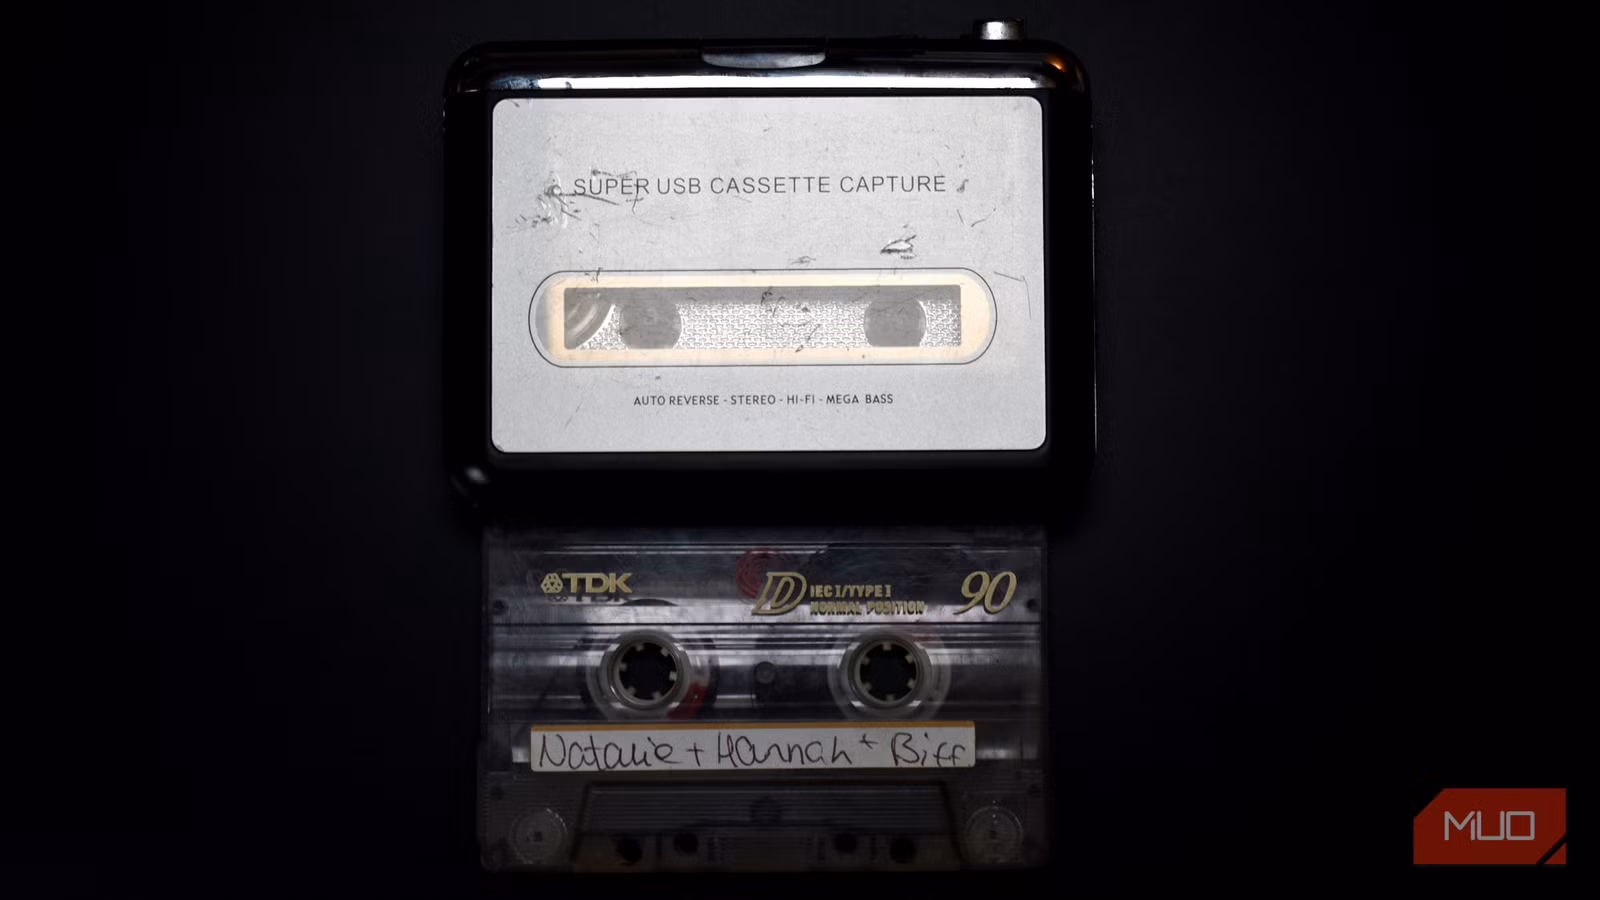 SUPER USB CASSETTE CAPTURE
AUTO REVERSE - STEREO - HI-FI - MEGA BASS
TDK
D IEC I/TYPE I
NORMAL POSITION
90
Natalie + Hannah + Biff
MUO